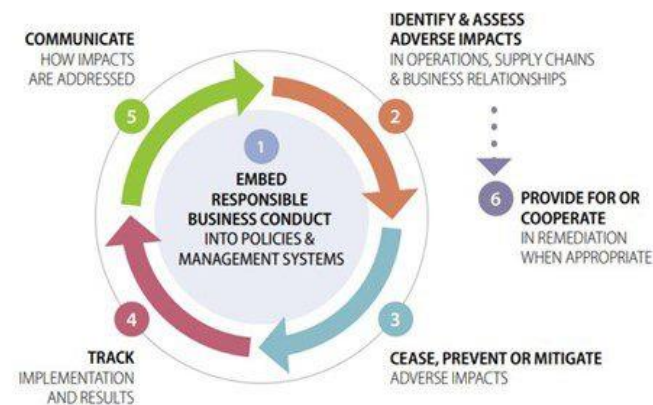 COMMUNICATE
HOW IMPACTS
ARE ADDRESSED
5
IDENTIFY & ASSESS
ADVERSE IMPACTS
IN OPERATIONS, SUPPLY CHAINS
& BUSINESS RELATIONSHIPS
2
1
EMBED
RESPONSIBLE
BUSINESS CONDUCT
INTO POLICIES &
MANAGEMENT SYSTEMS
6
PROVIDE FOR OR
COOPERATE
IN REMEDIATION
WHEN APPROPRIATE
4
TRACK
IMPLEMENTATION
AND RESULTS
3
CEASE, PREVENT OR MITIGATE
ADVERSE IMPACTS